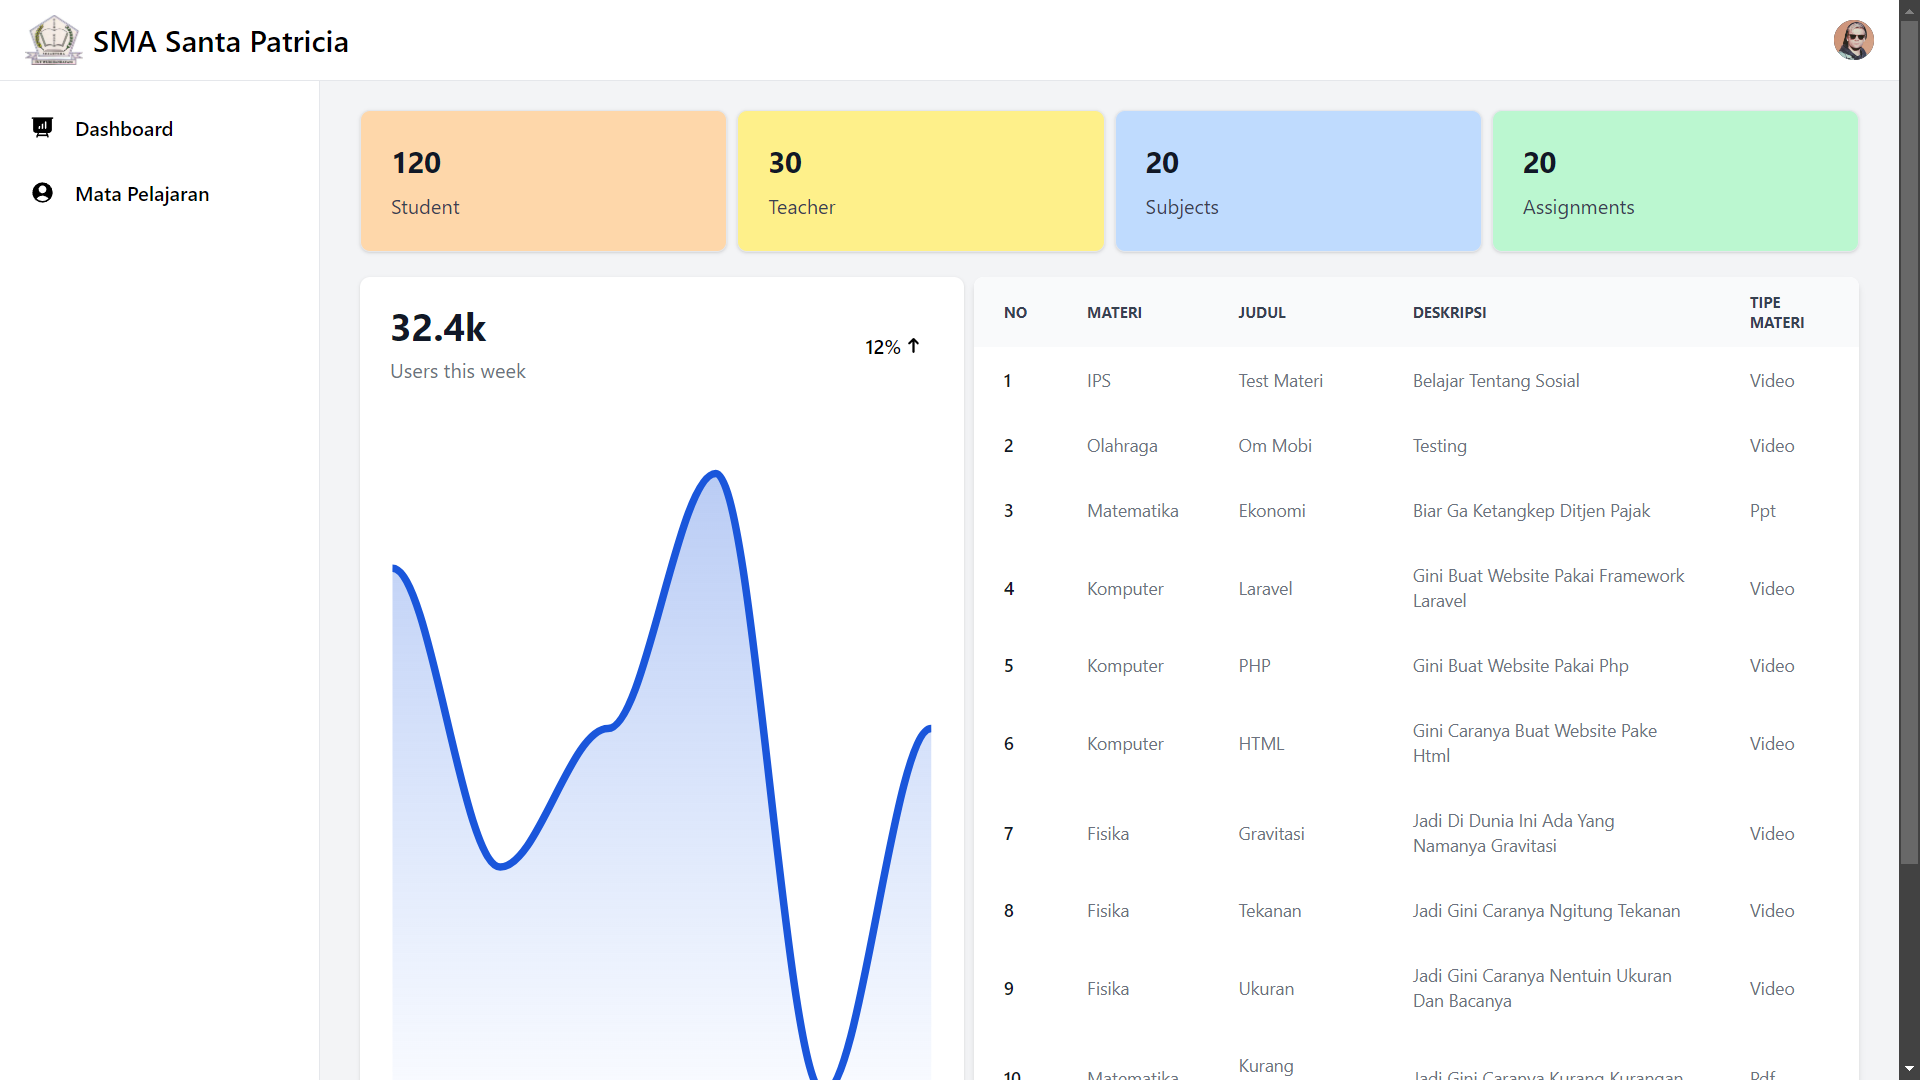 SMA Santa Patricia
Dashboard
Mata Pelajaran
120
Student
30
Teacher
20
Subjects
20
Assignments
32.4k
Users this week
12%
NO MATERI JUDUL DESKRIPSI TIPE MATERI
1 IPS Test Materi Belajar Tentang Sosial Video
2 Olahraga Om Mobi Testing Video
3 Matematika Ekonomi Biar Ga Ketangkep Ditjen Pajak Ppt
4 Komputer Laravel Gini Buat Website Pakai Framework Laravel Video
5 Komputer PHP Gini Buat Website Pakai Php Video
6 Komputer HTML Gini Caranya Buat Website Pake Html Video
7 Fisika Gravitasi Jadi Di Dunia Ini Ada Yang Namanya Gravitasi Video
8 Fisika Tekanan Jadi Gini Caranya Ngitung Tekanan Video
9 Fisika Ukuran Jadi Gini Caranya Nentuin Ukuran Dan Bacanya Video
10 Matematika Kurang Jadi Gini Caranya Kurang Kurangan Pdf